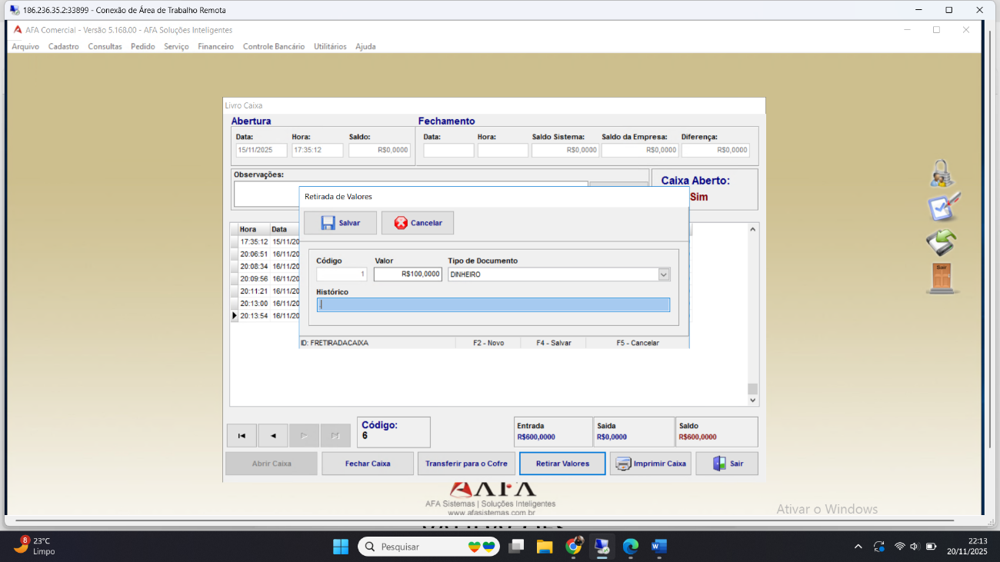 186.236.35.2:33899 - Conexão de Área de Trabalho Remota
AFA Comercial - Versão 5.168.00 - AFA Soluções Inteligentes
Arquivo Cadastro Consultas Pedido Serviço Financeiro Controle Bancário Utilitários Ajuda
Livro Caixa
Abertura Fechamento
Data: Hora: Saldo: Data: Hora: Saldo Sistema: Saldo da Empresa: Diferença:
15/11/2025 17:35:12 R$0,0000 R$0,0000 R$0,0000 R$0,0000
Observações:
Caixa Aberto:
Sim
Retirada de Valores
Salvar Cancelar
Hora Data
17:35:12 15/11/20
20:06:51 16/11/20
20:08:34 16/11/20
20:09:56 16/11/20
20:11:21 16/11/20
20:13:00 16/11/20
20:13:54 16/11/20
Código Valor Tipo de Documento
1 R$100,0000 DINHEIRO
Histórico
ID: FRETIRADACAIXA F2 - Novo F4 - Salvar F5 - Cancelar
Código:
6
Entrada Saida Saldo
R$600,0000 R$0,0000 R$600,0000
Abrir Caixa Fechar Caixa Transferir para o Cofre Retirar Valores Imprimir Caixa Sair
AFA
AFA Sistemas | Soluções Inteligentes
www.afasistemas.com.br
Ativar o Windows
8
23°C
Limpo
Pesquisar
22:13
20/11/2025